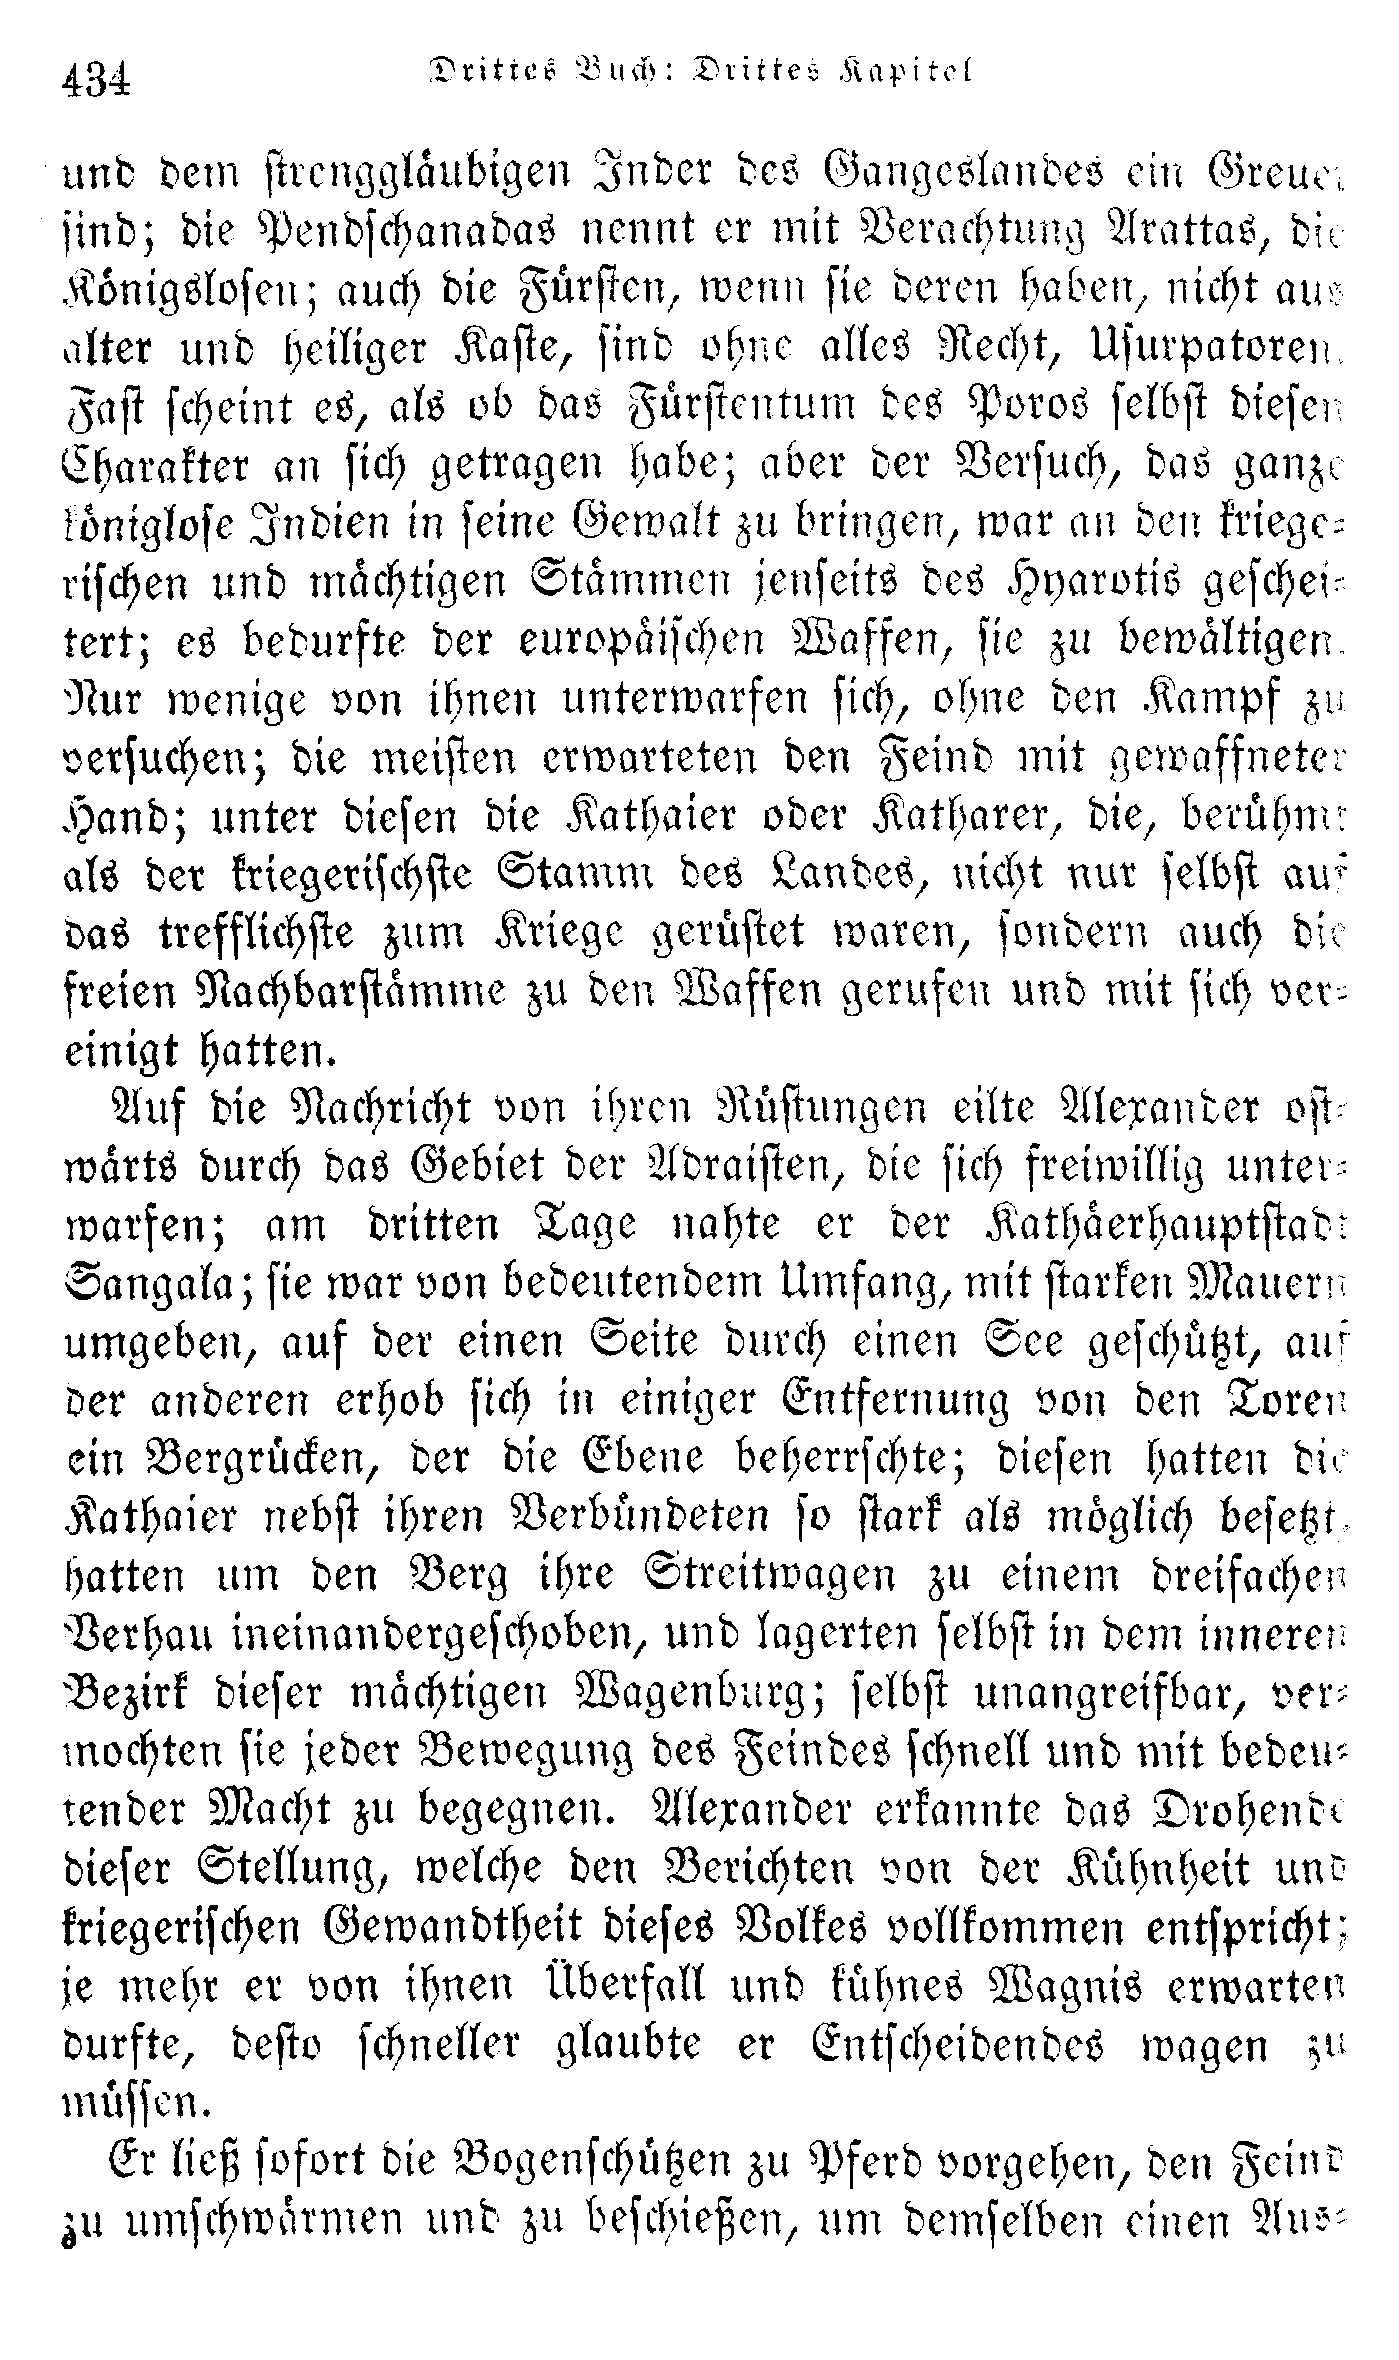 434
Drittes Buch: Drittes Kapitel
und dem strenggläubigen Inder des Gangeslandes ein Greuel
sind; die Pendschanadas nennt er mit Verachtung Arattas, die
Königslosen; auch die Fürsten, wenn sie deren haben, nicht aus
alter und heiliger Kaste, sind ohne alles Recht, Usurpatoren.
Fast scheint es, als ob das Fürstentum des Poros selbst diesen
Charakter an sich getragen habe; aber der Versuch, das ganze
königlose Indien in seine Gewalt zu bringen, war an den kriege-
rischen und mächtigen Stämmen jenseits des Hyarotis geschei-
tert; es bedurfte der europäischen Waffen, sie zu bewältigen.
Nur wenige von ihnen unterwarfen sich, ohne den Kampf zu
versuchen; die meisten erwarteten den Feind mit gewaffneter
Hand; unter diesen die Kathaier oder Katharer, die, berühmt
als der kriegerischste Stamm des Landes, nicht nur selbst auf
das trefflichste zum Kriege gerüstet waren, sondern auch die
freien Nachbarstämme zu den Waffen gerufen und mit sich ver-
einigt hatten.
Auf die Nachricht von ihren Rüstungen eilte Alexander ost-
wärts durch das Gebiet der Adraisten, die sich freiwillig unter-
warfen; am dritten Tage nahte er der Kathäerhauptstadt
Sangala; sie war von bedeutendem Umfang, mit starken Mauern
umgeben, auf der einen Seite durch einen See geschützt, auf
der anderen erhob sich in einiger Entfernung von den Toren
ein Bergrücken, der die Ebene beherrschte; diesen hatten die
Kathaier nebst ihren Verbündeten so stark als möglich besetzt,
hatten um den Berg ihre Streitwagen zu einem dreifachen
Verhau ineinandergeschoben, und lagerten selbst in dem inneren
Bezirk dieser mächtigen Wagenburg; selbst unangreifbar, ver-
mochten sie jeder Bewegung des Feindes schnell und mit bedeu-
tender Macht zu begegnen. Alexander erkannte das Drohende
dieser Stellung, welche den Berichten von der Kühnheit und
kriegerischen Gewandtheit dieses Volkes vollkommen entspricht;
je mehr er von ihnen Überfall und kühnes Wagnis erwarten
durfte, desto schneller glaubte er Entscheidendes wagen zu
müssen.
Er ließ sofort die Bogenschützen zu Pferd vorgehen, den Feind
zu umschwärmen und zu beschießen, um demselben einen Aus-